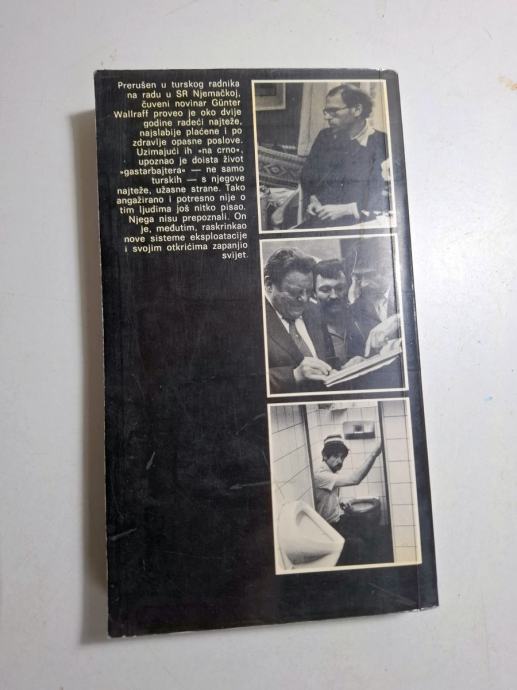 Prerušen u turskog radnika
na radu u SR Njemačkoj,
čuveni novinar Günter
Wallraff proveo je oko dvije
godine radeći najteže,
najslabije plaćene i po
zdravlje opasne poslove.
Uzimajući ih »na crno«,
upoznao je doista život
»gastarbajtera« — ne samo
turskih — s njegove
najteže, užasne strane. Tako
angažirano i potresno nije o
tim ljudima još nitko pisao.
Njega nisu prepoznali. On
je, međutim, raskrinkao
nove sisteme eksploatacije
i svojim otkrićima zapanjio
svijet.